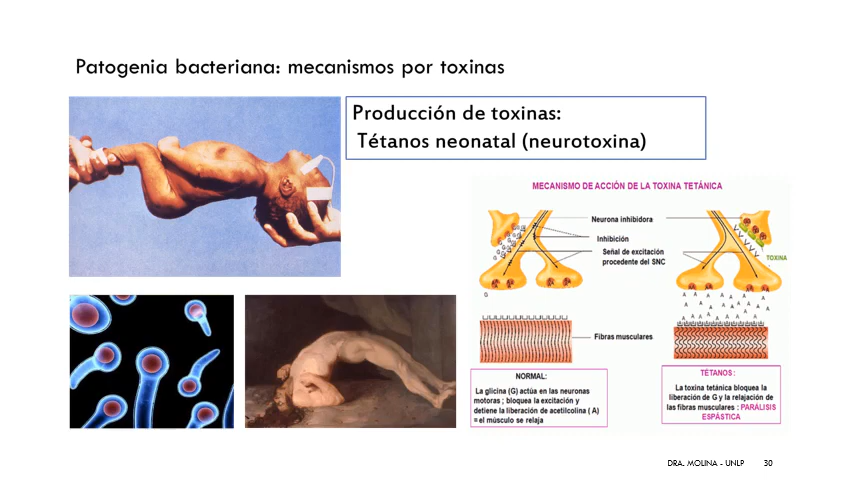 Patogenia bacteriana: mecanismos por toxinas
Producción de toxinas:
Tétanos neonatal (neurotoxina)
MECANISMO DE ACCIÓN DE LA TOXINA TETÁNICA
Neurona inhibidora
Inhibición
Señal de excitación
procedente del SNC
TOXINA
G
Fibras musculares
NORMAL:
La glicina (G) actúa en las neuronas
motoras ; bloquea la excitación y
detiene la liberación de acetilcolina ( A)
= el músculo se relaja
TÉTANOS :
La toxina tetánica bloquea la
liberación de G y la relajación de
las fibras musculares : PARÁLISIS
ESPÁSTICA
DRA. MOLINA - UNLP 30